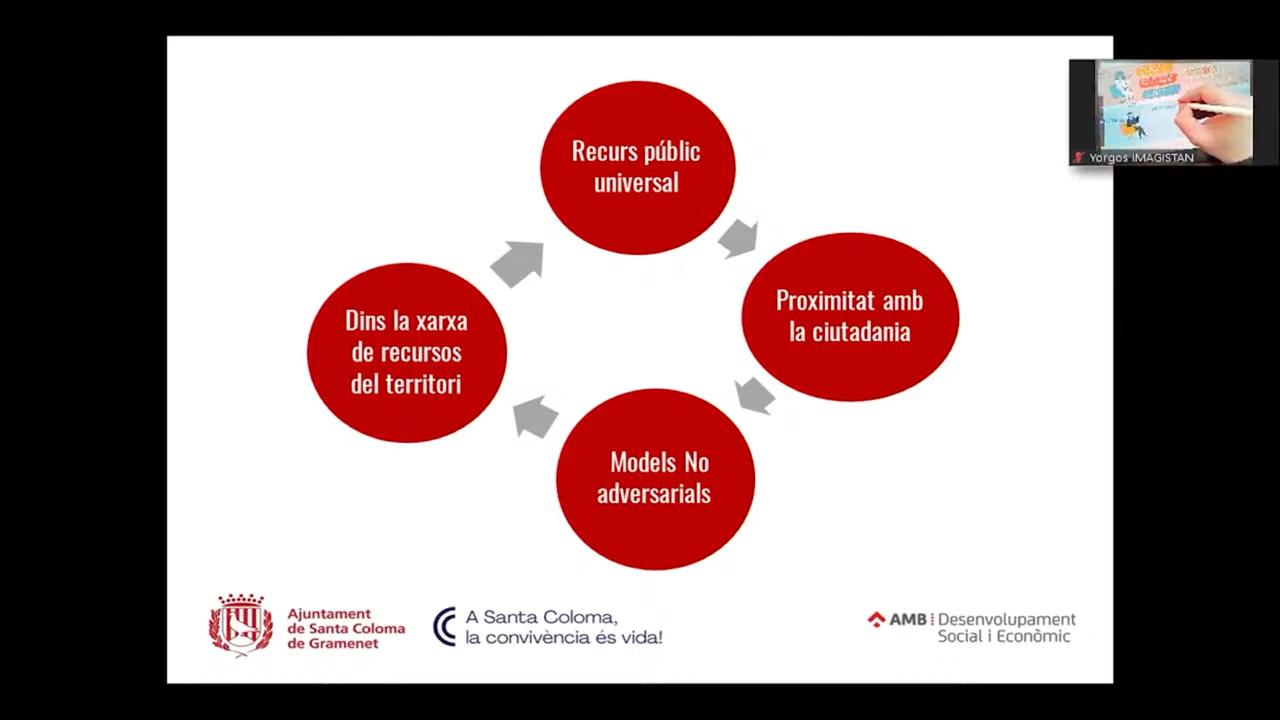 Recurs públic
universal
Proximitat amb
la ciutadania
Models No
adversarials
Dins la xarxa
de recursos
del territori
Yorgos IMAGISTAN
Ajuntament
de Santa Coloma
de Gramenet
A Santa Coloma,
la convivència és vida!
AMB Desenvolupament
Social i Econòmic